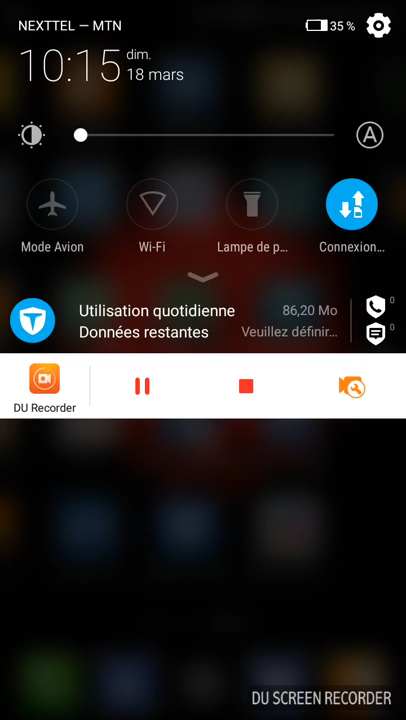 NEXTTEL — MTN
35 %
10:15
dim.
18 mars
A
Mode Avion
Wi-Fi
Lampe de p...
Connexion...
Utilisation quotidienne
86,20 Mo
0
Données restantes
Veuillez définir...
0
DU Recorder
DU SCREEN RECORDER